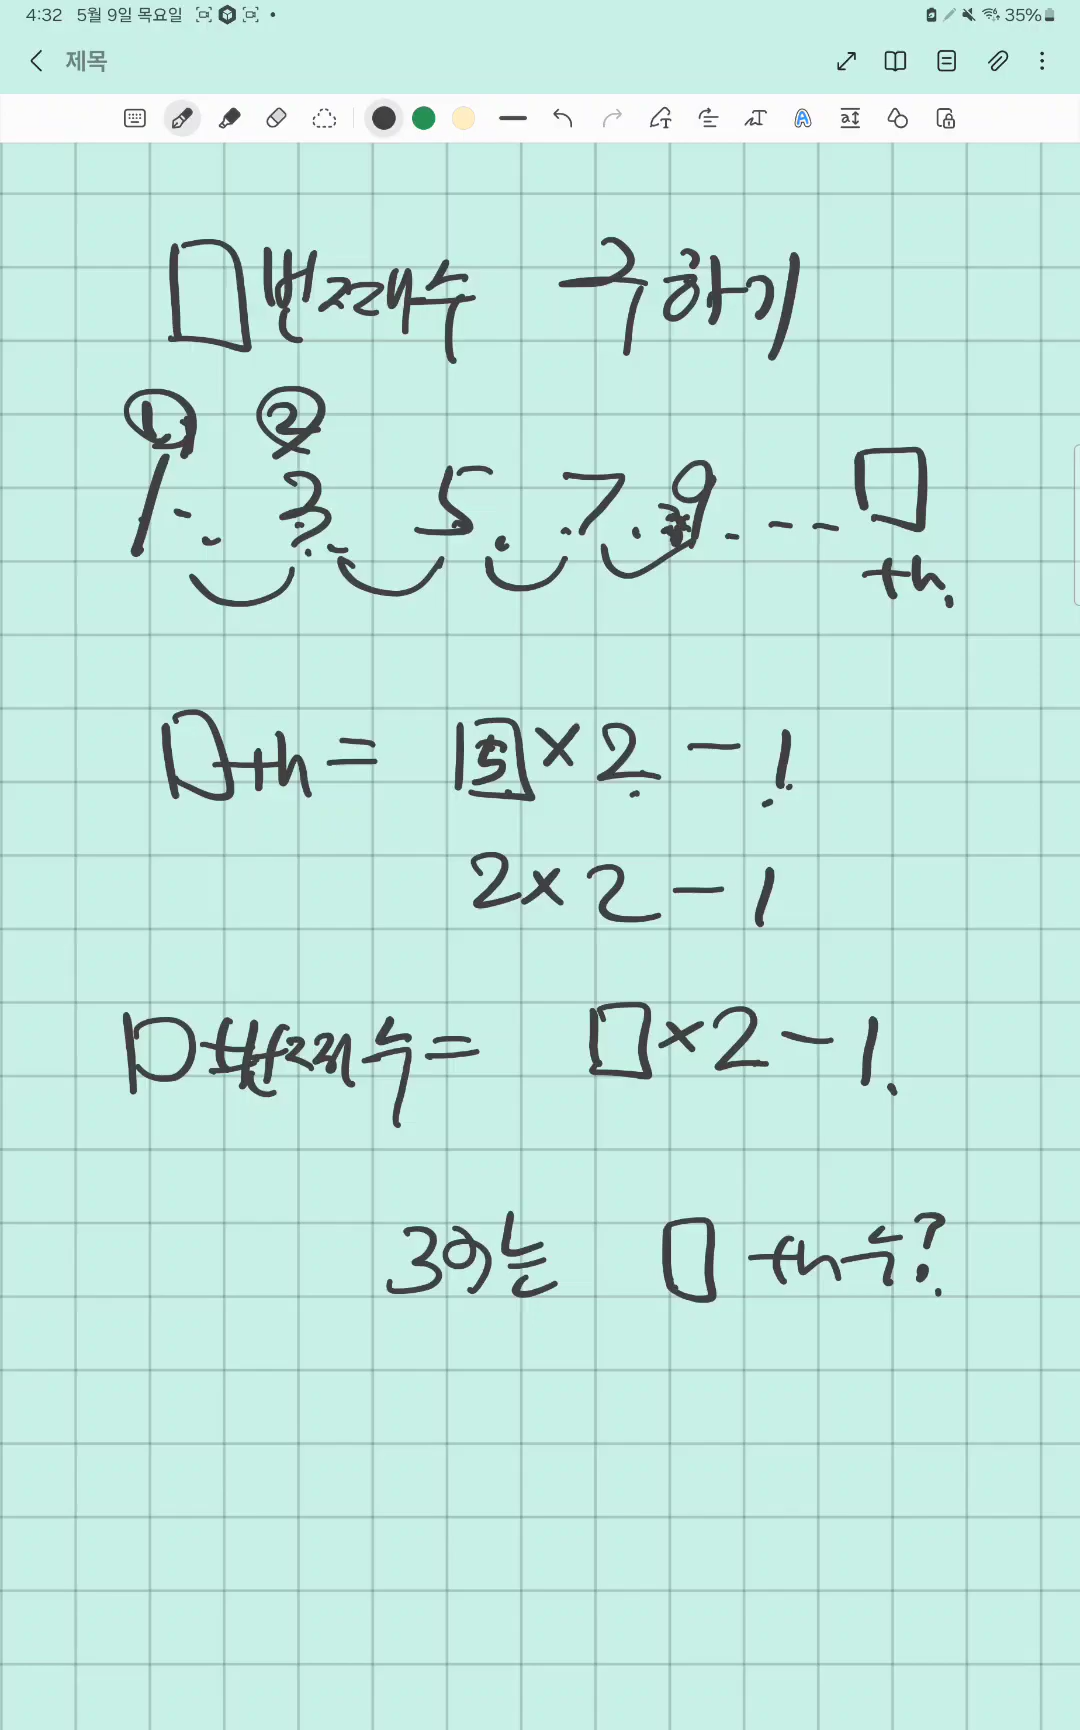 4:32 5월 9일 목요일 35%
제목
□번째수 구하기
① ②
1, 3, 5, 7, 9, --- □
th
□th = 5×2-1
2×2-1
□번째수 = □×2-1
39는 □th수?